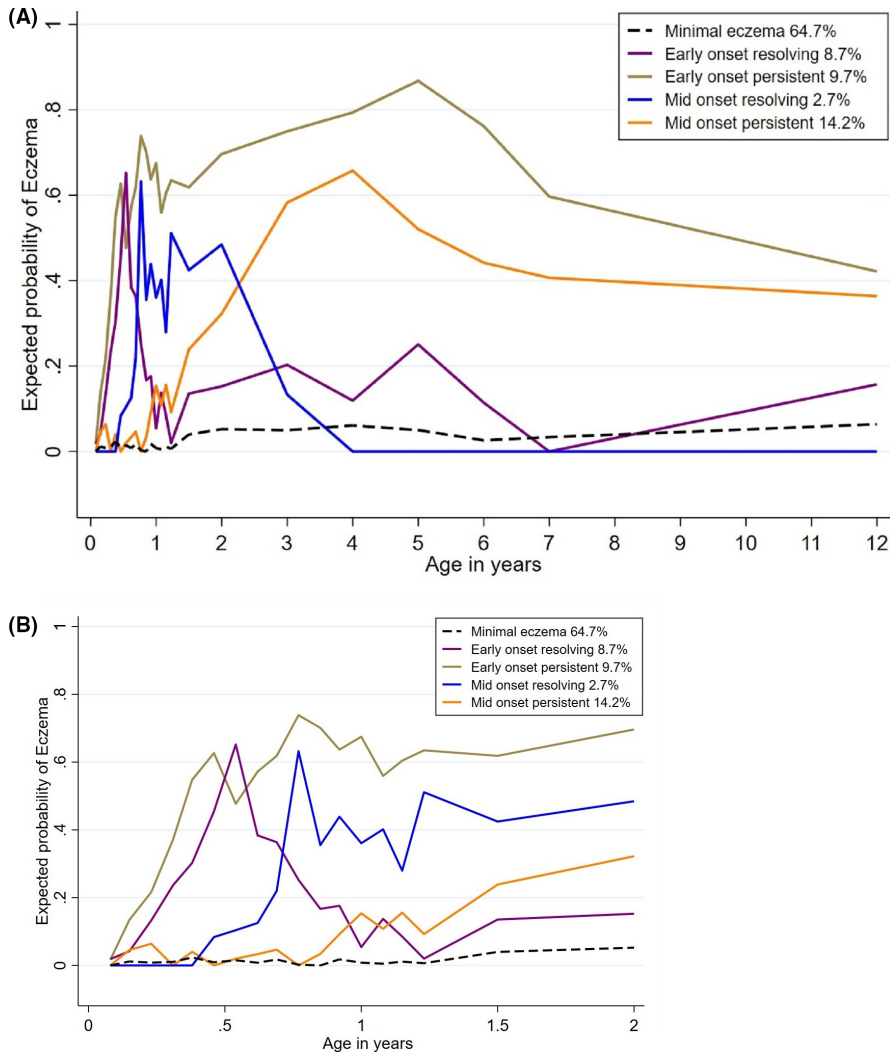 (A)
Expected probability of Eczema
1
.8
.6
.4
.2
0
Minimal eczema 64.7%
Early onset resolving 8.7%
Early onset persistent 9.7%
Mid onset resolving 2.7%
Mid onset persistent 14.2%
0 1 2 3 4 5 6 7 8 9 10 11 12
Age in years
(B)
Expected probability of Eczema
1
.8
.6
.4
.2
0
Minimal eczema 64.7%
Early onset resolving 8.7%
Early onset persistent 9.7%
Mid onset resolving 2.7%
Mid onset persistent 14.2%
0 .5 1 1.5 2
Age in years